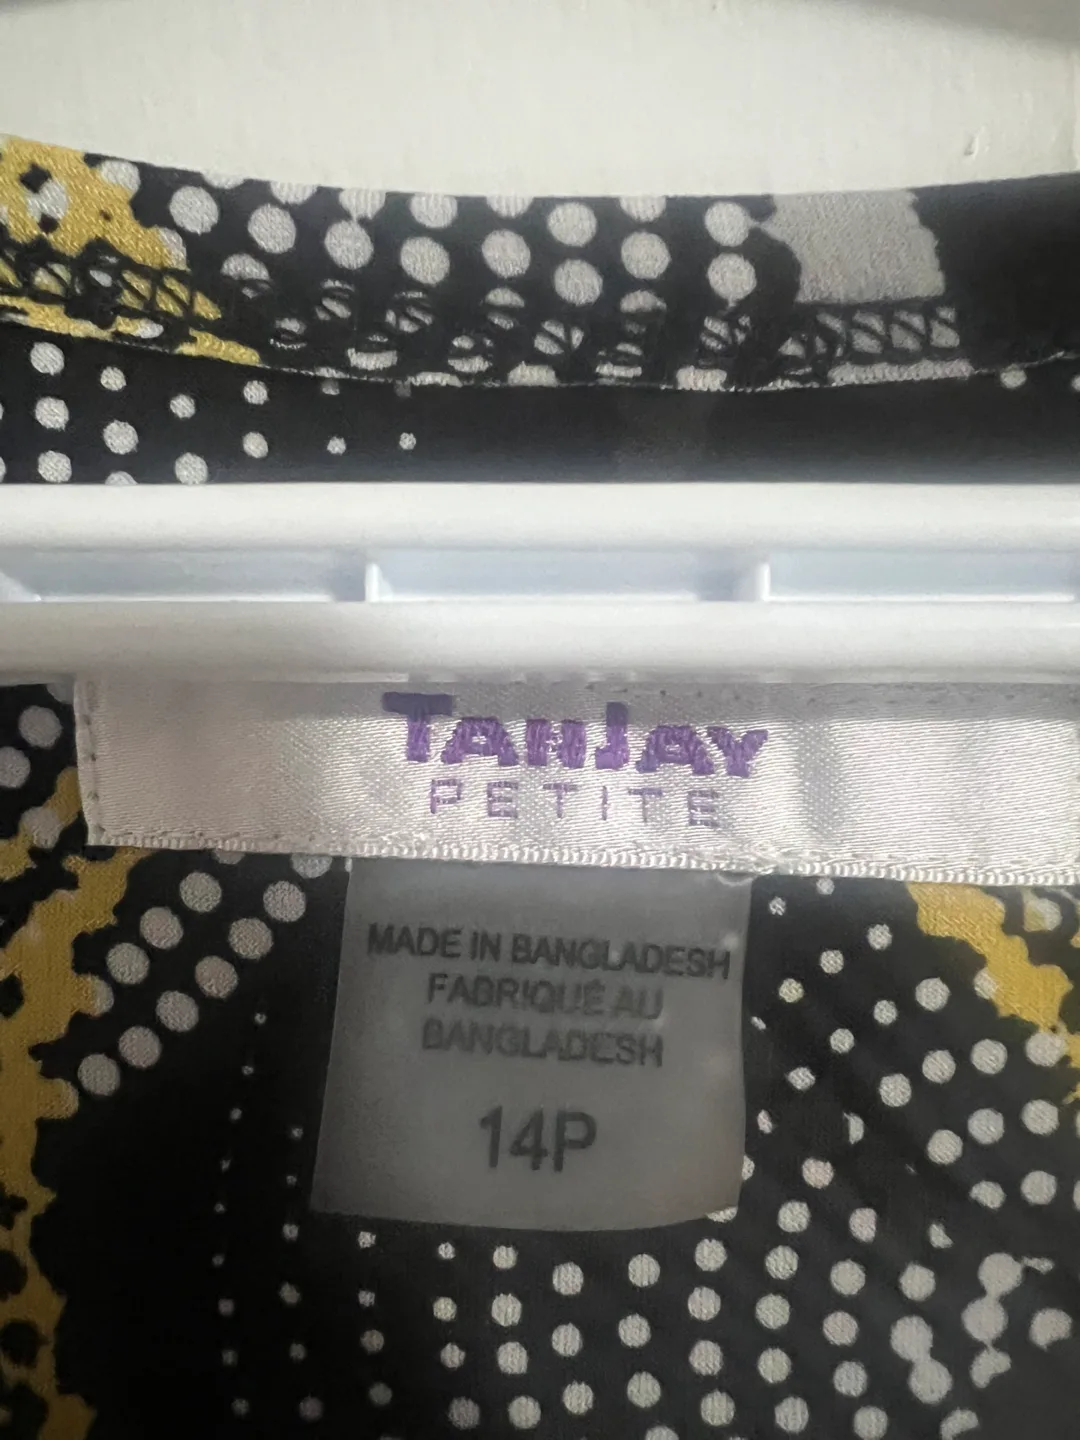 TANJAY
PETITE
MADE IN BANGLADESH
FABRIQUÉ AU
BANGLADESH
14P